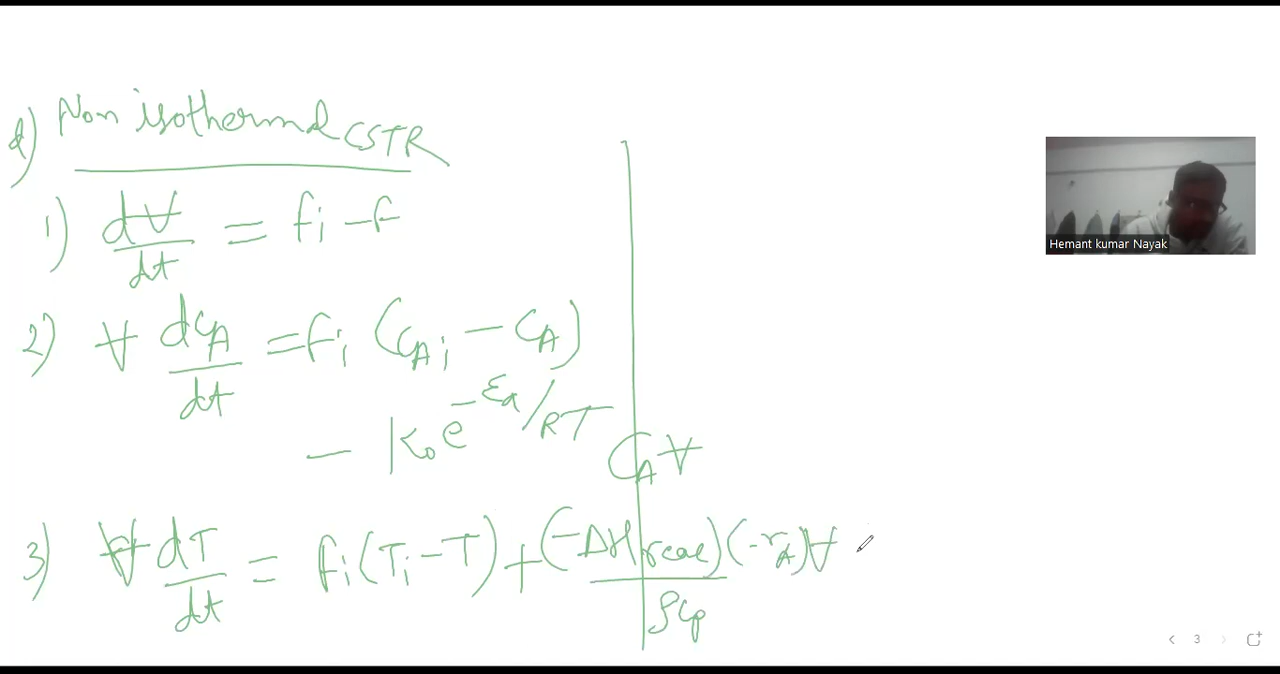 d) Non isothermal CSTR
1) dV/dt = fi - f
2) V dCA/dt = fi (CAi - CA)
- K0 e^-Ea/RT CA V
3) V dT/dt = fi (Ti - T) + (-ΔHreac)(-rA)V / ρCp
Hemant kumar Nayak
< 3 >